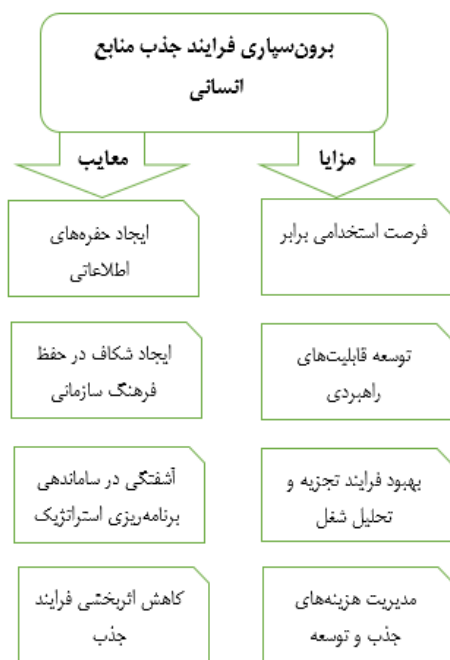 برون‌سپاری فرایند جذب منابع
انسانی
مزایا
معایب
فرصت استخدامی برابر
ایجاد حفره‌های
اطلاعاتی
توسعه قابلیت‌های
راهبردی
ایجاد شکاف در حفظ
فرهنگ سازمانی
بهبود فرایند تجزیه و
تحلیل شغل
آشفتگی در ساماندهی
برنامه‌ریزی استراتژیک
مدیریت هزینه‌های
جذب و توسعه
کاهش اثربخشی فرایند
جذب